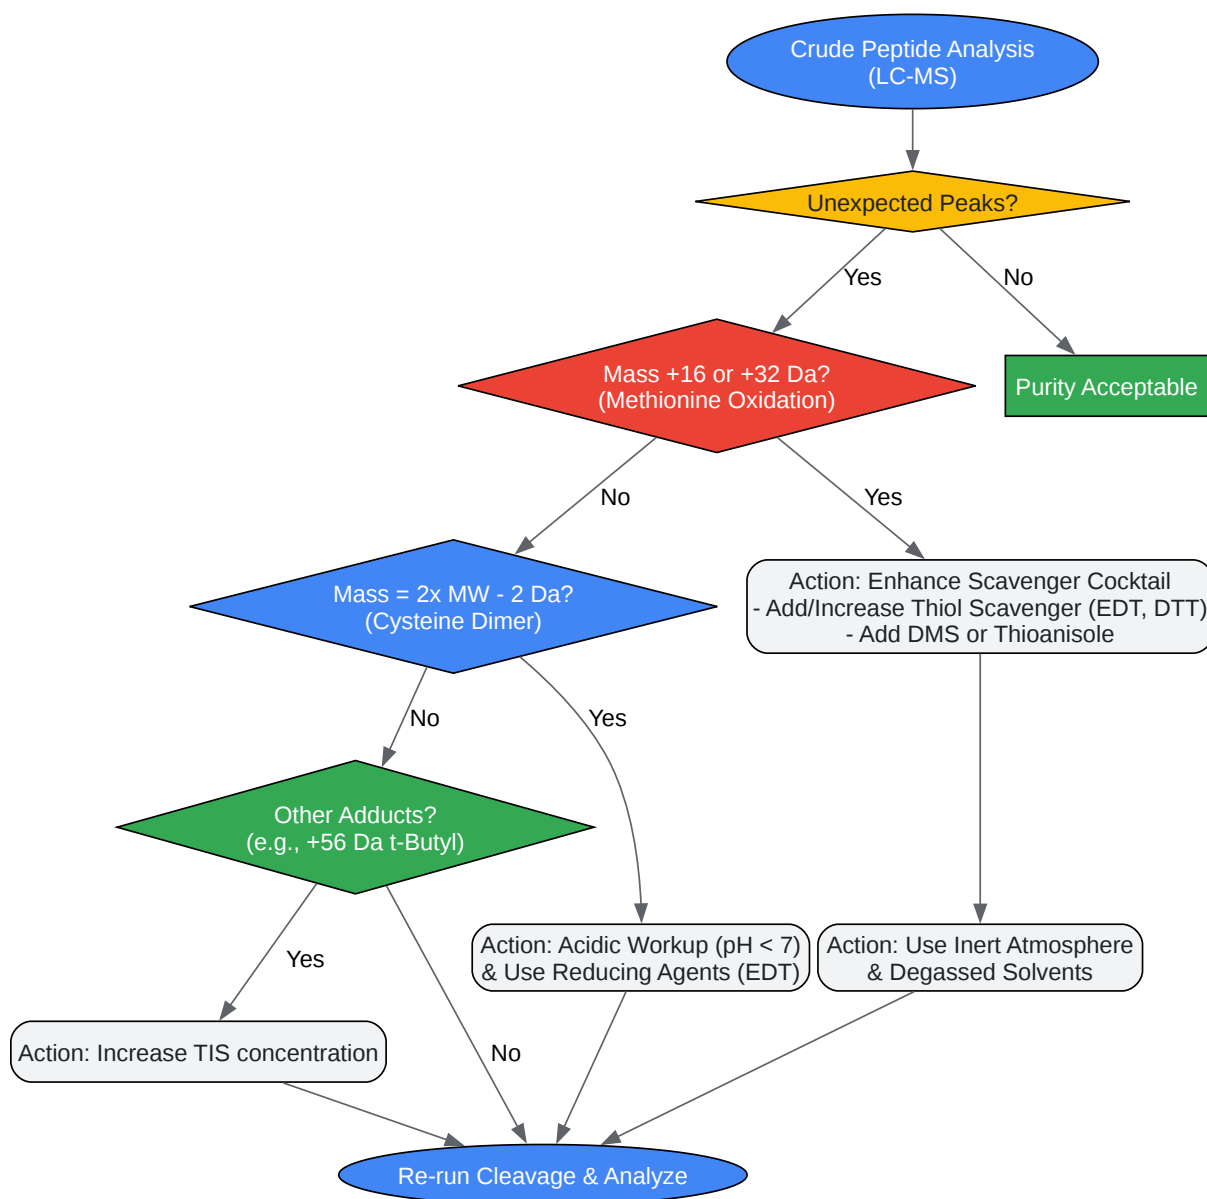 Crude Peptide Analysis
(LC-MS)
Unexpected Peaks?
Yes
No
Mass +16 or +32 Da?
(Methionine Oxidation)
Purity Acceptable
No
Yes
Mass = 2x MW - 2 Da?
(Cysteine Dimer)
Action: Enhance Scavenger Cocktail
- Add/Increase Thiol Scavenger (EDT, DTT)
- Add DMS or Thioanisole
No
Yes
Other Adducts?
(e.g., +56 Da t-Butyl)
Yes
No
Action: Acidic Workup (pH < 7)
& Use Reducing Agents (EDT)
Action: Use Inert Atmosphere
& Degassed Solvents
Action: Increase TIS concentration
Re-run Cleavage & Analyze